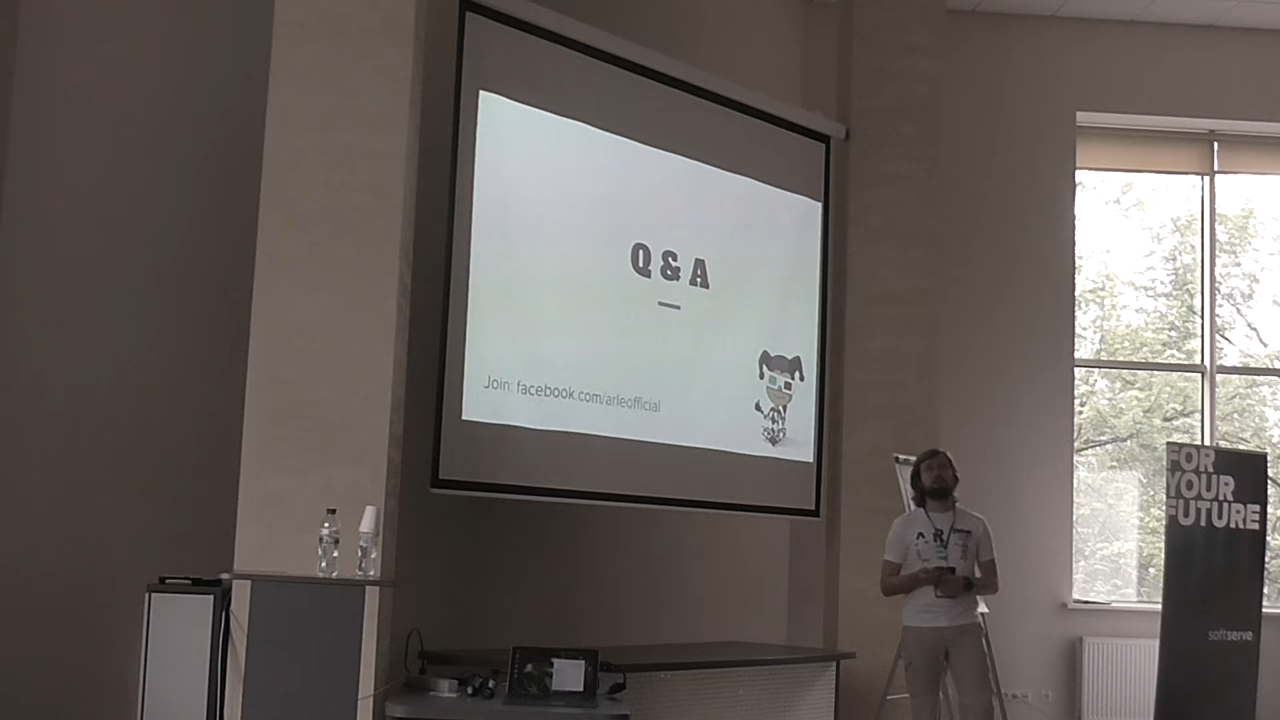 Q & A
Join: facebook.com/arleofficial
FOR
YOUR
FUTURE
softserve
A R